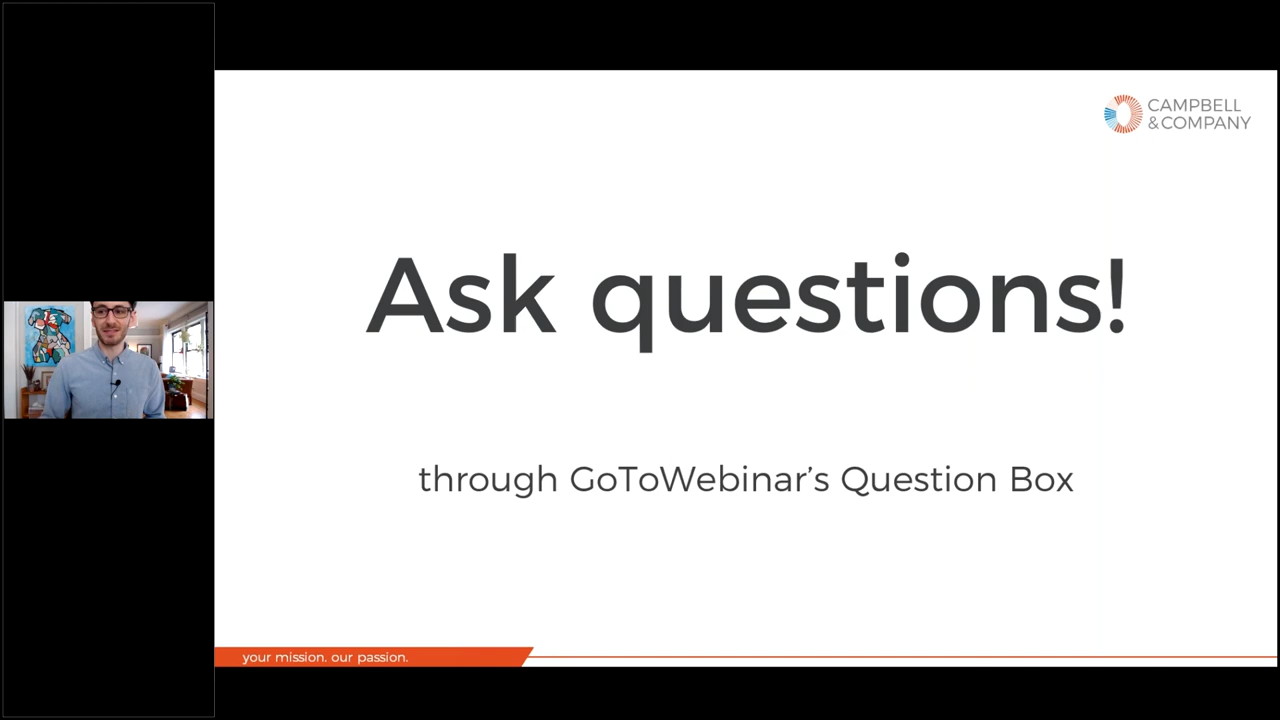 CAMPBELL
&COMPANY
Ask questions!
through GoToWebinar’s Question Box
your mission. our passion.